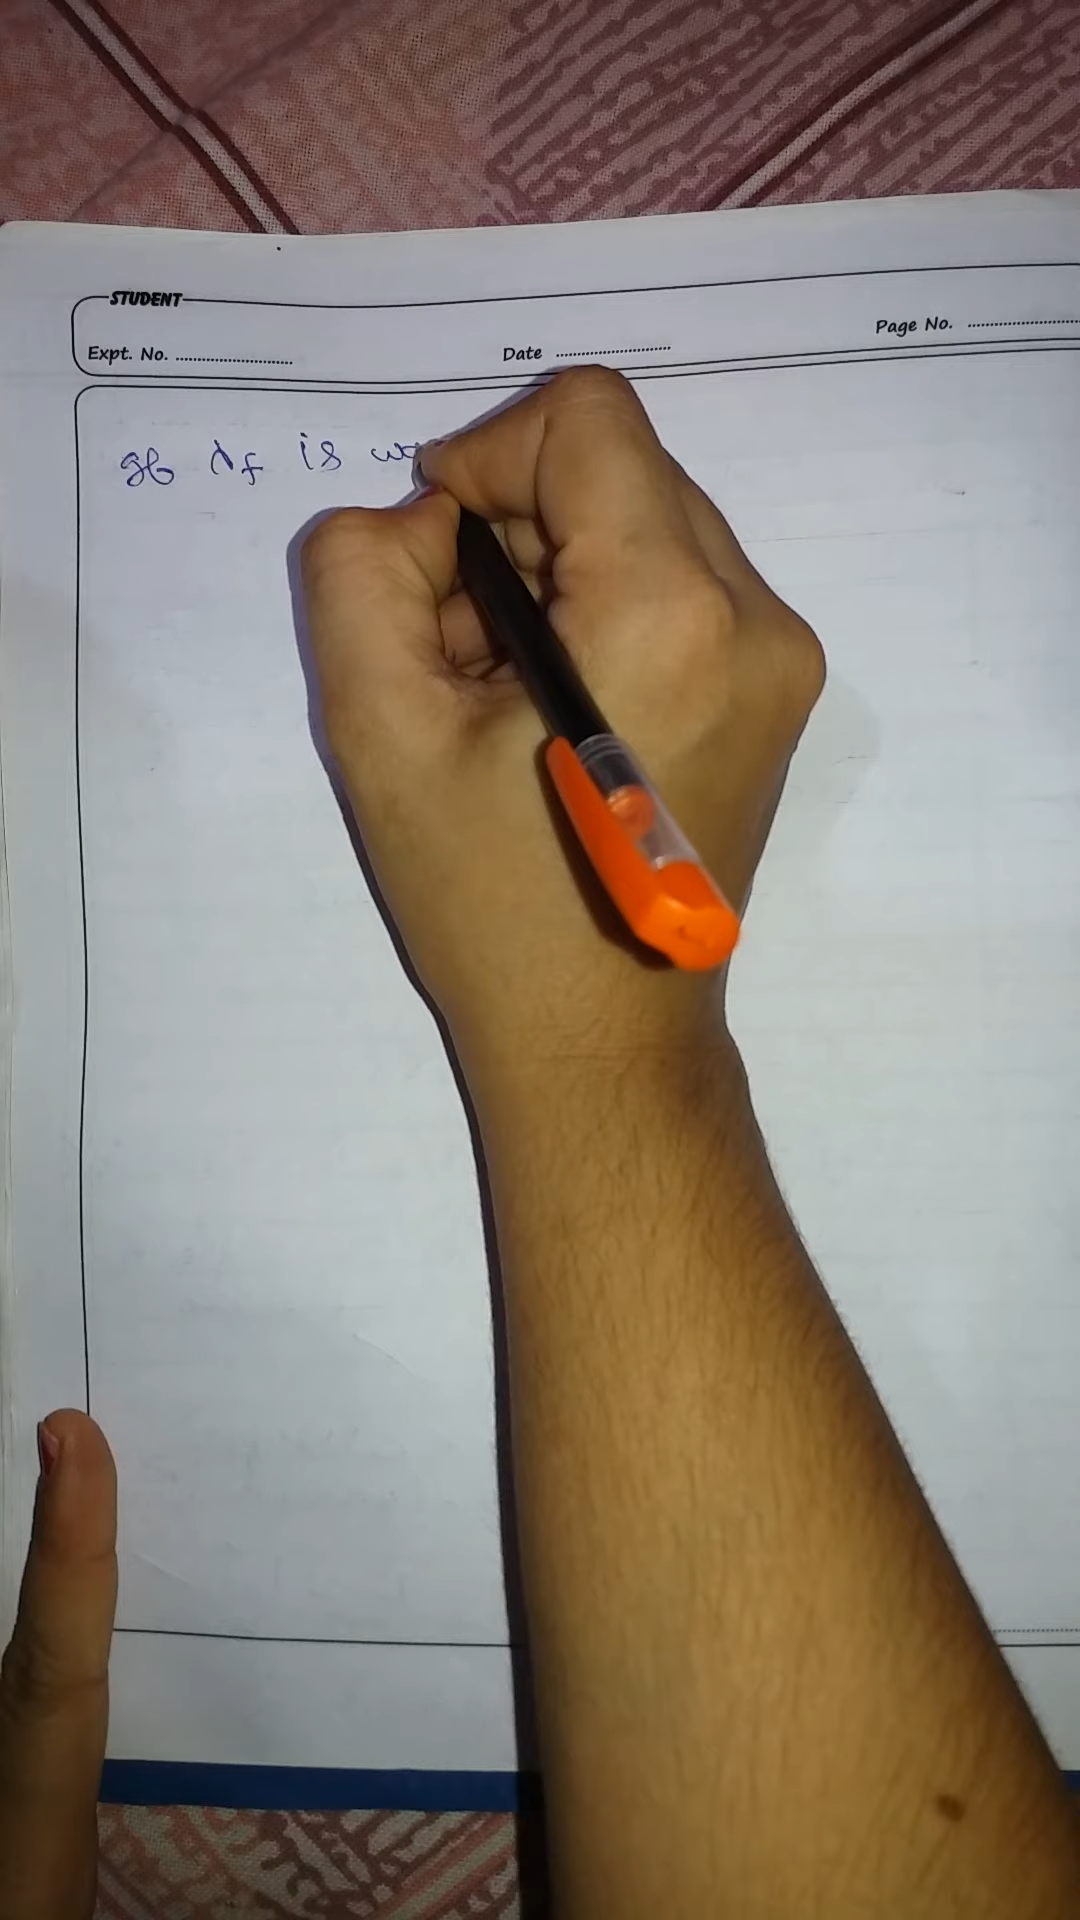 STUDENT
Page No.
Expt. No. Date
If λf is